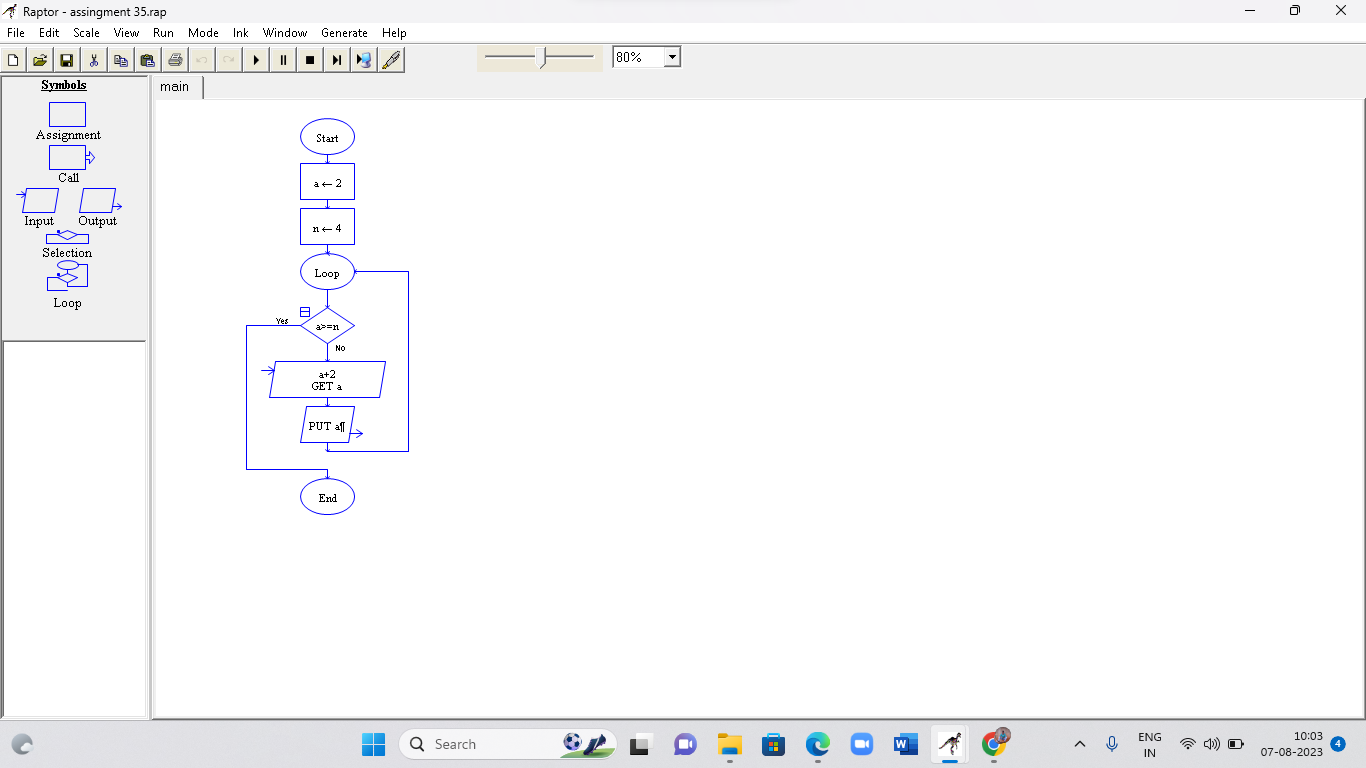 Raptor - assingment 35.rap
File Edit Scale View Run Mode Ink Window Generate Help
80%
Symbols
Assignment
Call
Input Output
Selection
Loop
main
Start
a ← 2
n ← 4
Loop
Yes
a>=n
No
a+2
GET a
PUT a¶
End
Search
ENG
IN
10:03
07-08-2023
4